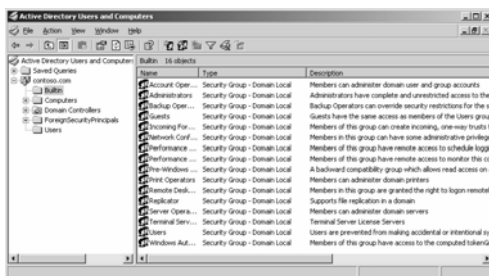 Active Directory Users and Computers
File Action View Window Help
Active Directory Users and Computers
Saved Queries
contoso.com
Builtin
Computers
Domain Controllers
ForeignSecurityPrincipals
Users
Builtin 16 objects
Name Type Description
Account Oper... Security Group - Domain Local Members can administer domain user and group accounts
Administrators Security Group - Domain Local Administrators have complete and unrestricted access to the
Backup Oper... Security Group - Domain Local Backup Operators can override security restrictions for the s
Guests Security Group - Domain Local Guests have the same access as members of the Users grou
Incoming For... Security Group - Domain Local Members of this group can create incoming, one-way trusts t
Network Conf... Security Group - Domain Local Members in this group can have some administrative privileg
Performance ... Security Group - Domain Local Members of this group have remote access to schedule loggi
Performance ... Security Group - Domain Local Members of this group have remote access to monitor this co
Pre-Windows ... Security Group - Domain Local A backward compatibility group which allows read access on
Print Operators Security Group - Domain Local Members can administer domain printers
Remote Desk... Security Group - Domain Local Members in this group are granted the right to logon remotel
Replicator Security Group - Domain Local Supports file replication in a domain
Server Opera... Security Group - Domain Local Members can administer domain servers
Terminal Serv... Security Group - Domain Local Terminal Server License Servers
Users Security Group - Domain Local Users are prevented from making accidental or intentional sy
Windows Aut... Security Group - Domain Local Members of this group have access to the computed tokenG